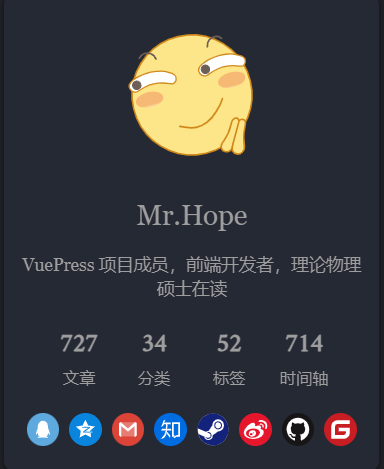 Mr.Hope
VuePress 项目成员，前端开发者，理论物理
硕士在读
727 34 52 714
文章 分类 标签 时间轴
知 G